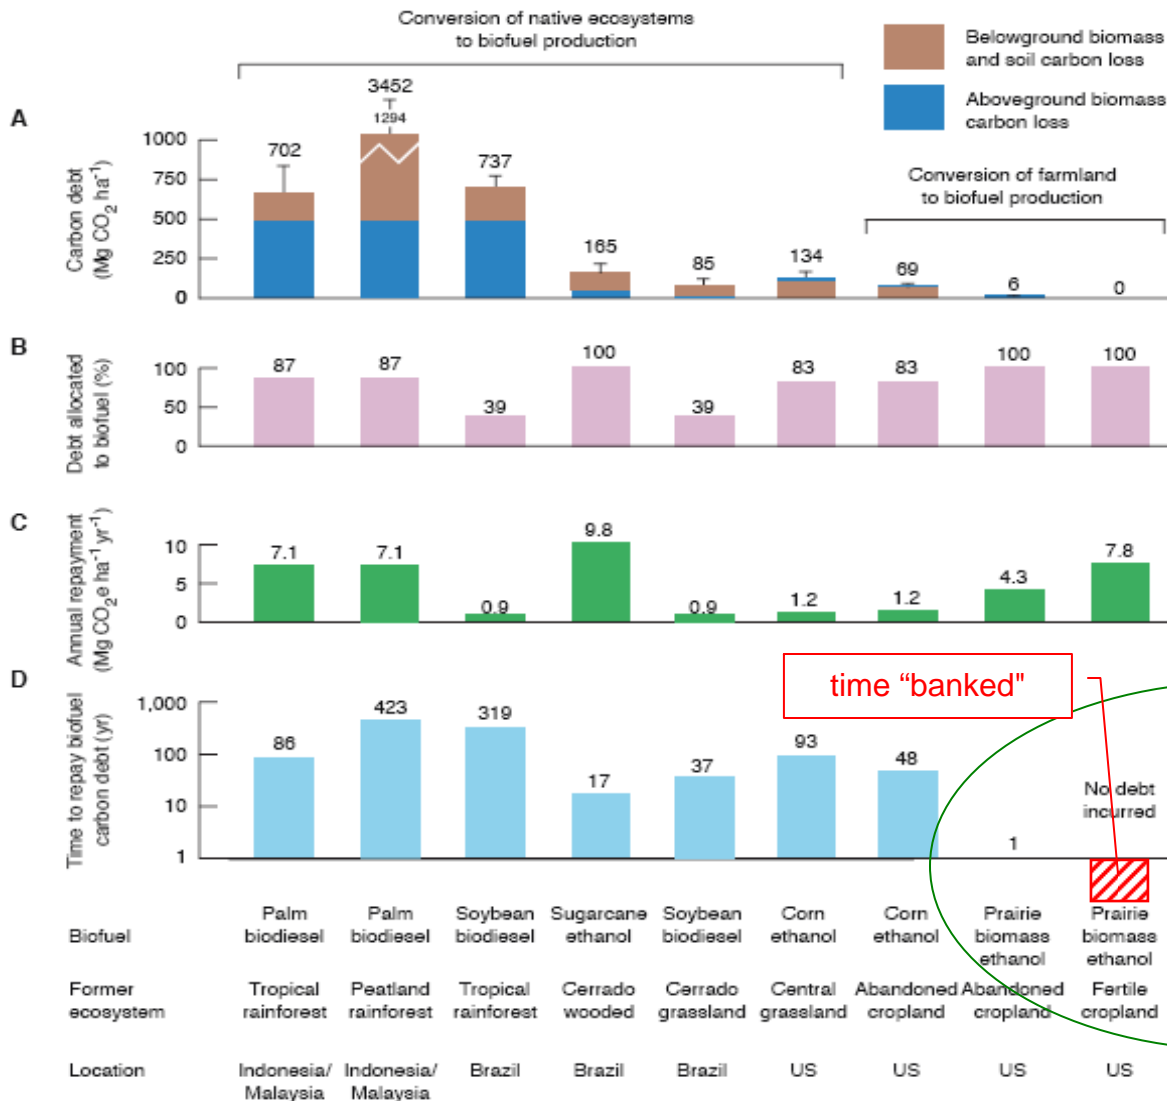 Conversion of native ecosystems
to biofuel production
Belowground biomass
and soil carbon loss
Aboveground biomass
carbon loss
Conversion of farmland
to biofuel production
A
Carbon debt
(Mg CO₂ ha⁻¹)
1000
750
500
250
0
702
3452
1294
737
165
85
134
69
6
0
B
Debt allocated
to biofuel (%)
100
50
0
87
87
39
100
39
83
83
100
100
C
Annual repayment
(Mg CO₂e ha⁻¹ yr⁻¹)
10
5
0
7.1
7.1
0.9
9.8
0.9
1.2
1.2
4.3
7.8
D
Time to repay biofuel
carbon debt (yr)
1,000
100
10
1
86
423
319
17
37
93
48
1
No debt
incurred
time “banked"
Biofuel
Palm
biodiesel
Palm
biodiesel
Soybean
biodiesel
Sugarcane
ethanol
Soybean
biodiesel
Corn
ethanol
Corn
ethanol
Prairie
biomass
ethanol
Prairie
biomass
ethanol
Former
ecosystem
Tropical
rainforest
Peatland
rainforest
Tropical
rainforest
Cerrado
wooded
Cerrado
grassland
Central
grassland
Abandoned
cropland
Abandoned
cropland
Fertile
cropland
Location
Indonesia/
Malaysia
Indonesia/
Malaysia
Brazil
Brazil
Brazil
US
US
US
US